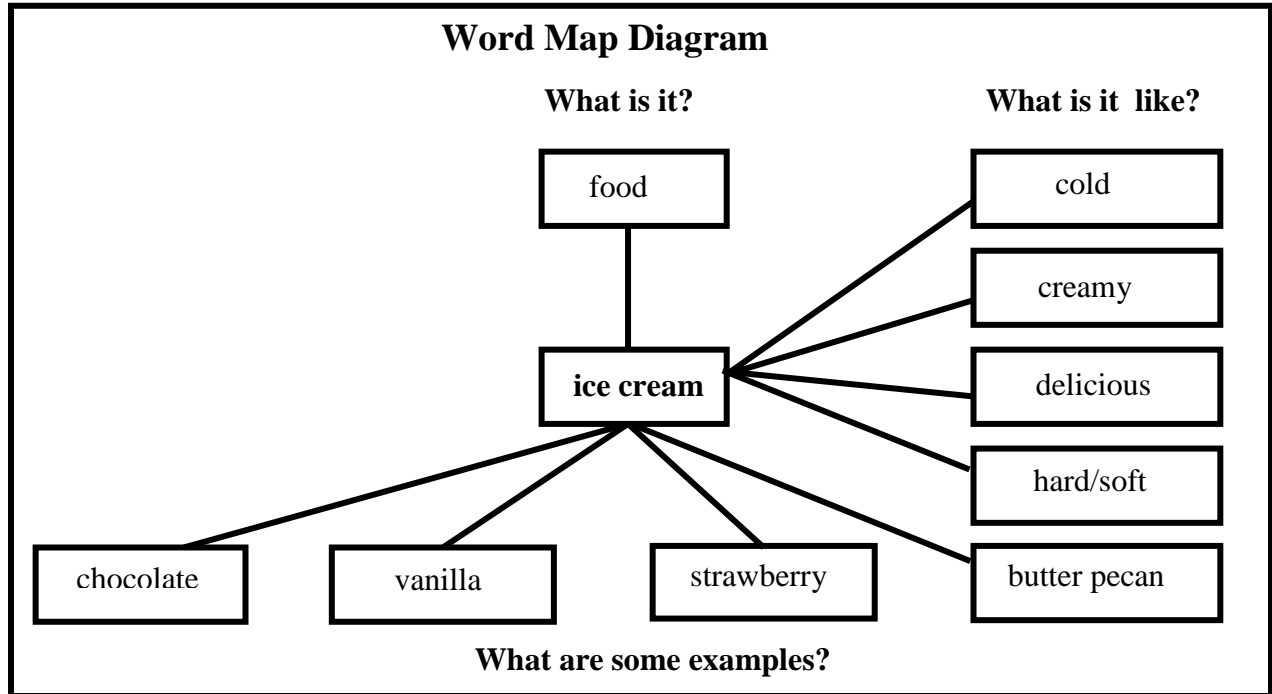 Word Map Diagram
What is it?
What is it like?
food
cold
creamy
ice cream
delicious
hard/soft
chocolate
vanilla
strawberry
butter pecan
What are some examples?